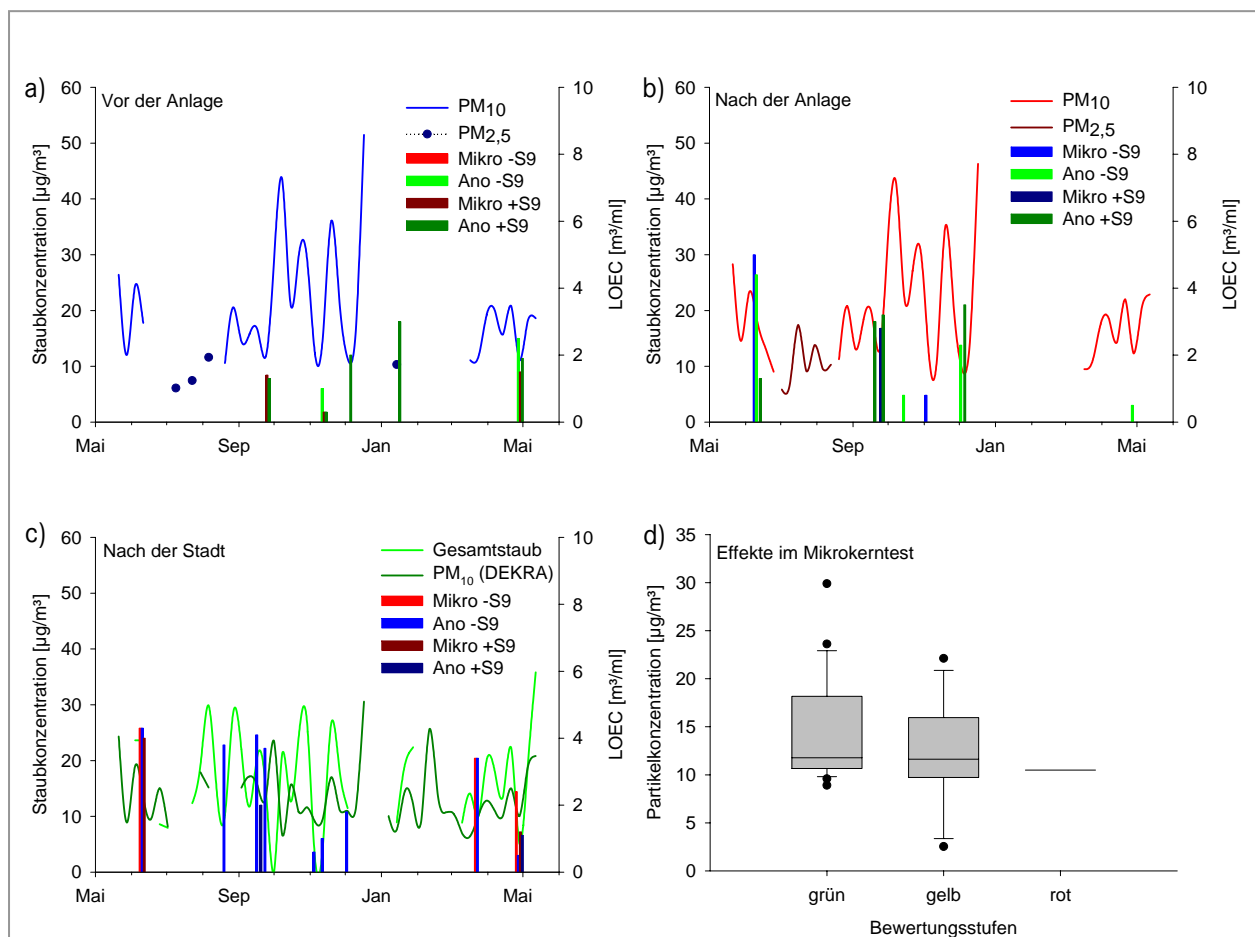 a)
Vor der Anlage
Staubkonzentration [µg/m³]
60
50
40
30
20
10
0
10
8
6
4
2
0
LOEC [m³/ml]
PM10
PM2,5
Mikro -S9
Ano -S9
Mikro +S9
Ano +S9
Mai Sep Jan Mai
b)
Nach der Anlage
Staubkonzentration [µg/m³]
60
50
40
30
20
10
0
10
8
6
4
2
0
LOEC [m³/ml]
PM10
PM2,5
Mikro -S9
Ano -S9
Mikro +S9
Ano +S9
Mai Sep Jan Mai
c)
Nach der Stadt
Staubkonzentration [µg/m³]
60
50
40
30
20
10
0
10
8
6
4
2
0
LOEC [m³/ml]
Gesamtstaub
PM10 (DEKRA)
Mikro -S9
Ano -S9
Mikro +S9
Ano +S9
Mai Sep Jan Mai
d)
Effekte im Mikrokerntest
Partikelkonzentration [µg/m³]
35
30
25
20
15
10
5
0
grün gelb rot
Bewertungsstufen